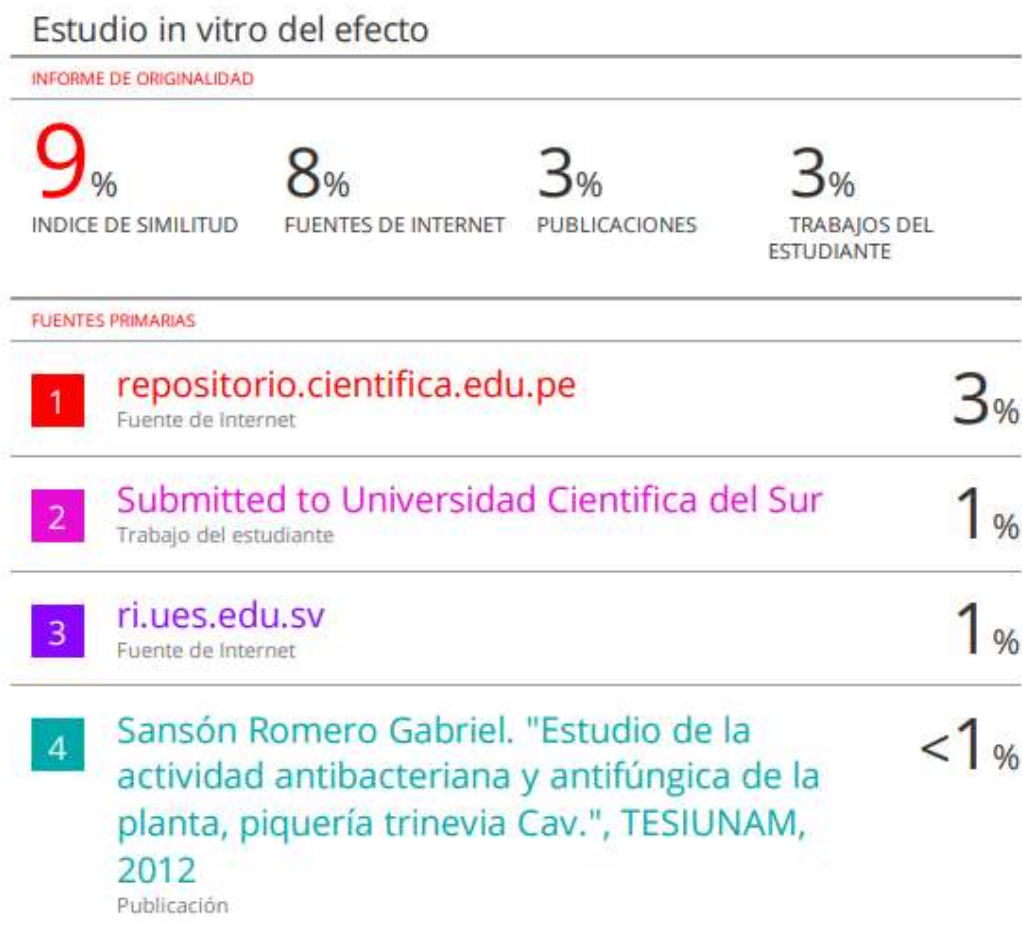 Estudio in vitro del efecto
INFORME DE ORIGINALIDAD
9%
INDICE DE SIMILITUD
8%
FUENTES DE INTERNET
3%
PUBLICACIONES
3%
TRABAJOS DEL
ESTUDIANTE
FUENTES PRIMARIAS
1
repositorio.cientifica.edu.pe
Fuente de Internet
3%
2
Submitted to Universidad Cientifica del Sur
Trabajo del estudiante
1%
3
ri.ues.edu.sv
Fuente de Internet
1%
4
Sansón Romero Gabriel. "Estudio de la
actividad antibacteriana y antifúngica de la
planta, piquería trinevia Cav.", TESIUNAM,
2012
Publicación
<1%